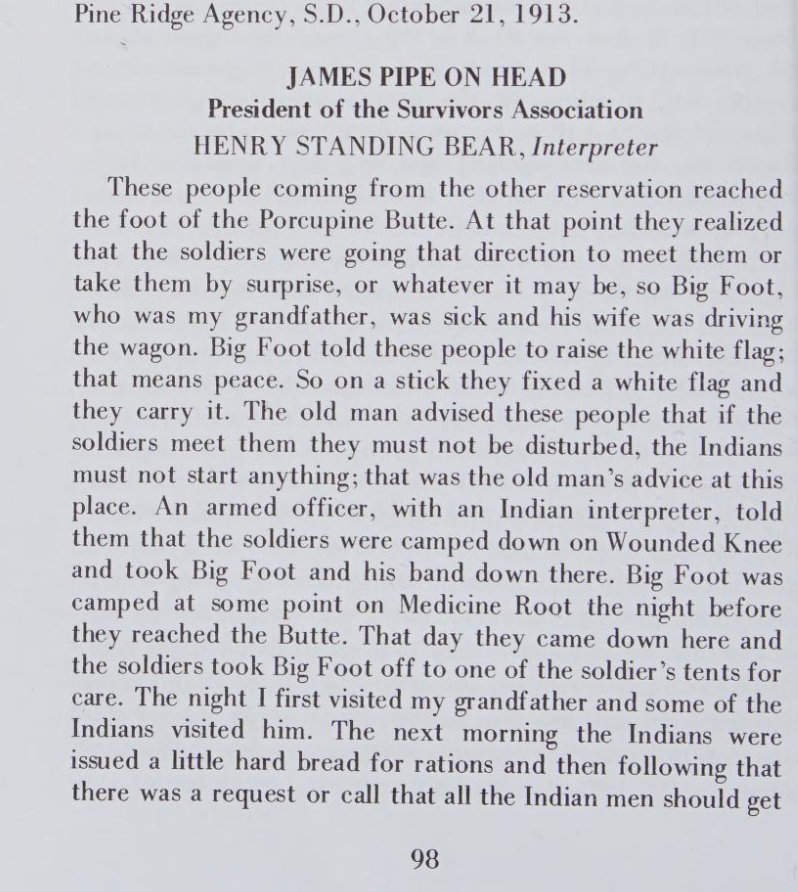 Pine Ridge Agency, S.D., October 21, 1913.
JAMES PIPE ON HEAD
President of the Survivors Association
HENRY STANDING BEAR, Interpreter
These people coming from the other reservation reached
the foot of the Porcupine Butte. At that point they realized
that the soldiers were going that direction to meet them or
take them by surprise, or whatever it may be, so Big Foot,
who was my grandfather, was sick and his wife was driving
the wagon. Big Foot told these people to raise the white flag;
that means peace. So on a stick they fixed a white flag and
they carry it. The old man advised these people that if the
soldiers meet them they must not be disturbed, the Indians
must not start anything; that was the old man's advice at this
place. An armed officer, with an Indian interpreter, told
them that the soldiers were camped down on Wounded Knee
and took Big Foot and his band down there. Big Foot was
camped at some point on Medicine Root the night before
they reached the Butte. That day they came down here and
the soldiers took Big Foot off to one of the soldier's tents for
care. The night I first visited my grandfather and some of the
Indians visited him. The next morning the Indians were
issued a little hard bread for rations and then following that
there was a request or call that all the Indian men should get
98